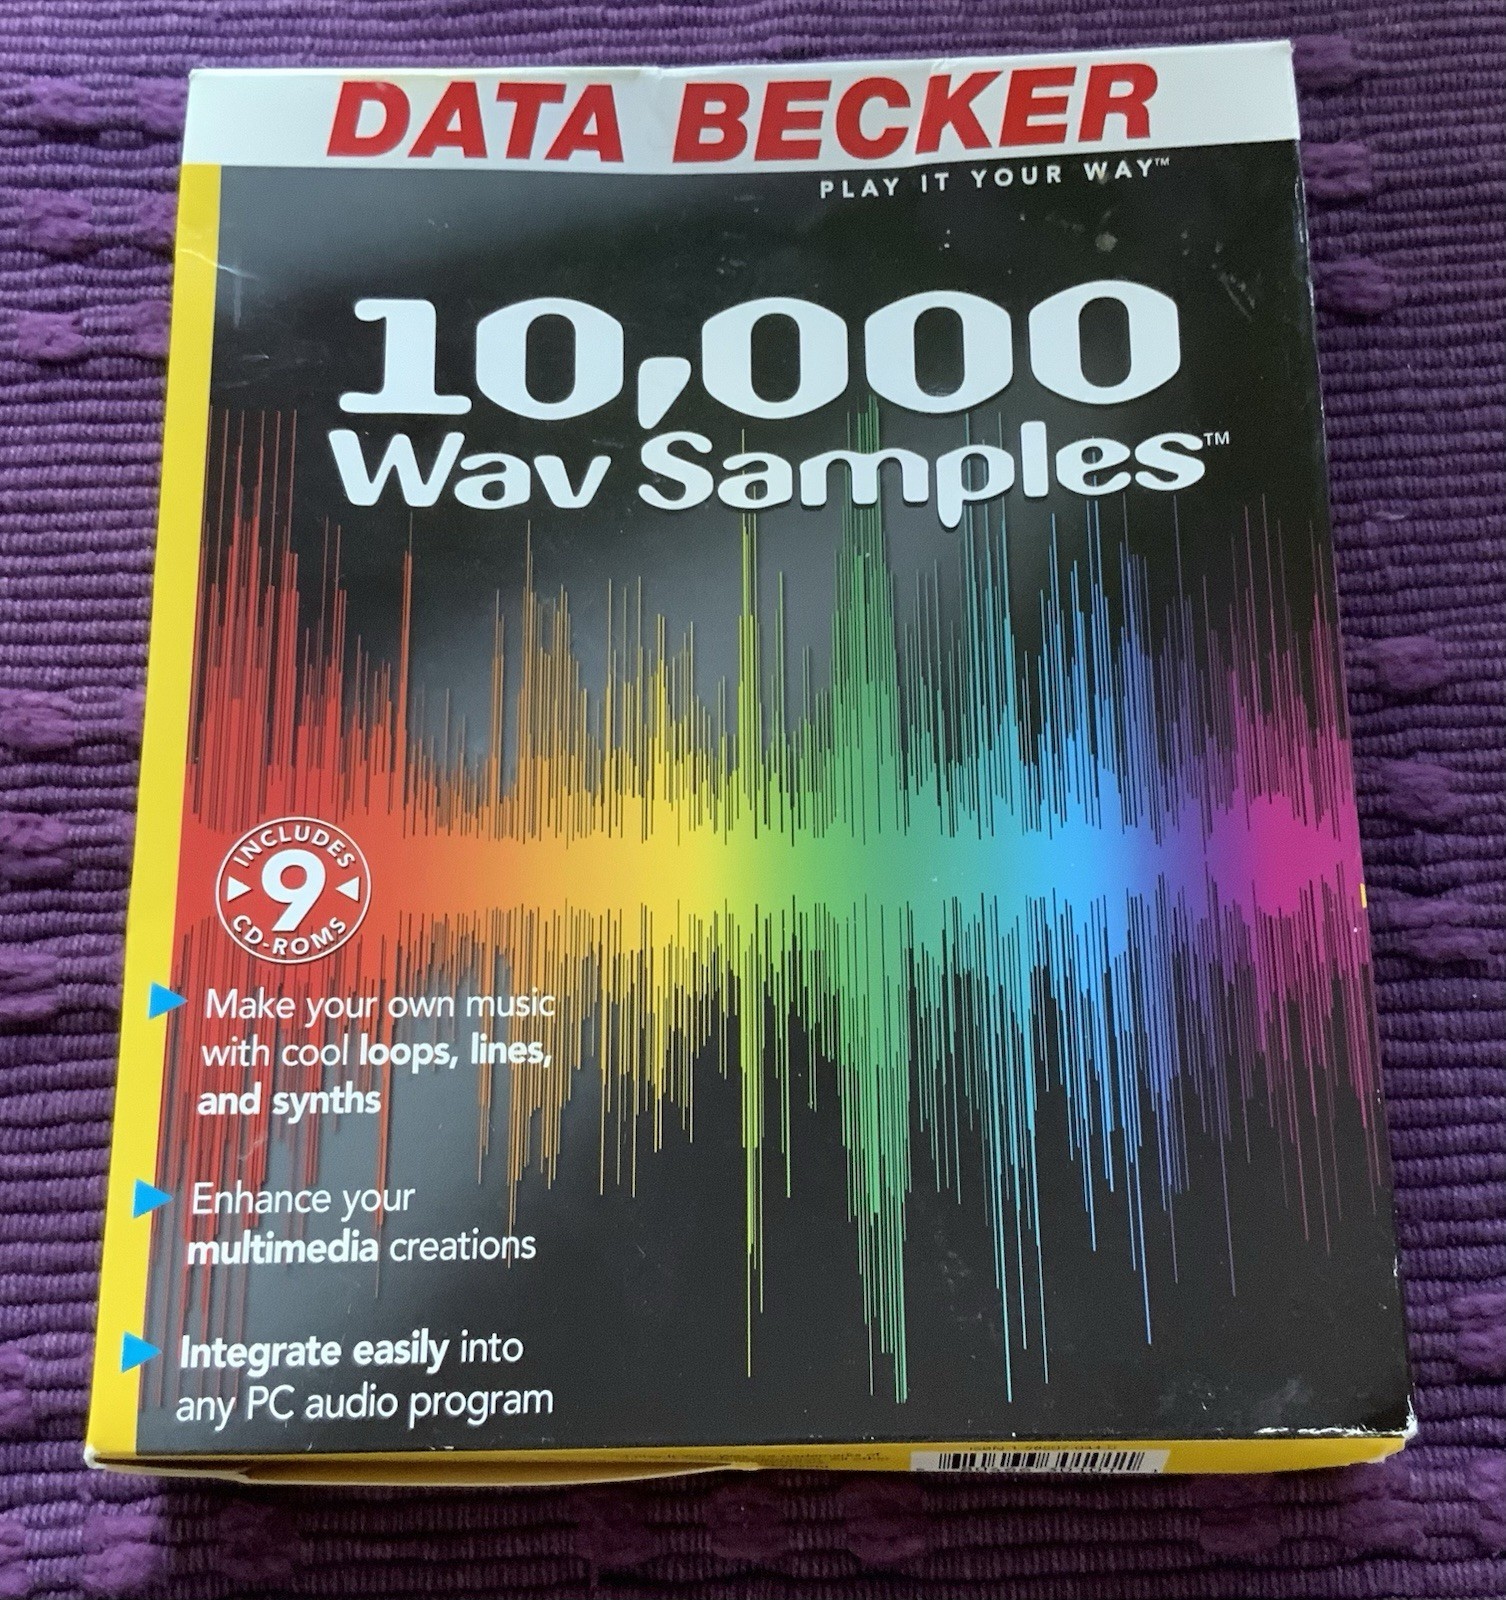 DATA BECKER
PLAY IT YOUR WAY™
10,000
Wav Samples™
INCLUDES
9
CD-ROMS
Make your own music
with cool loops, lines,
and synths
Enhance your
multimedia creations
Integrate easily into
any PC audio program